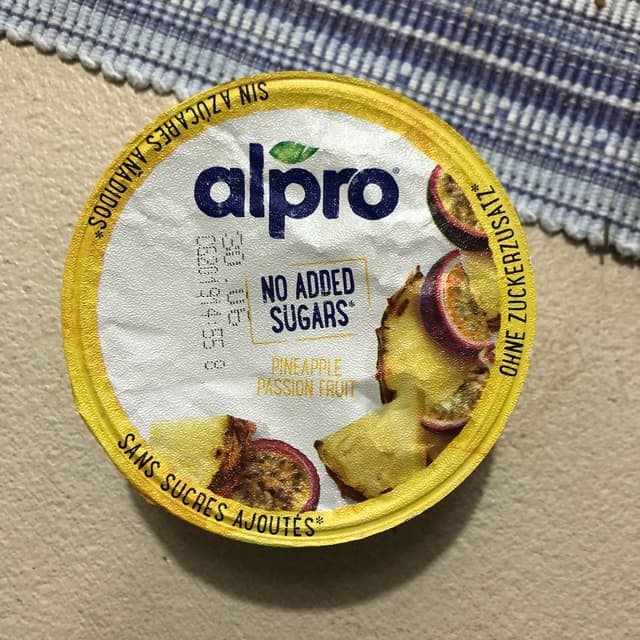 SIN AZÚCARES AÑADIDOS*
alpro®
30.06
NO ADDED
SUGARS*
PINEAPPLE
PASSION FRUIT
OHNE ZUCKERZUSATZ*
SANS SUCRES AJOUTÉS*